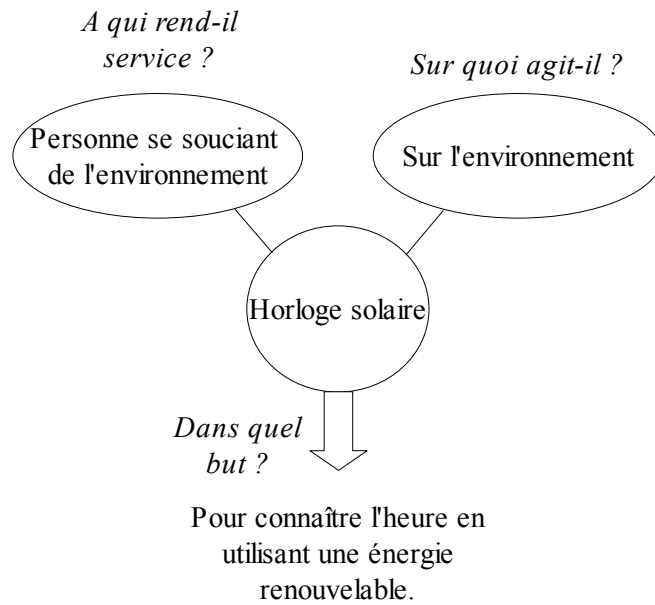 A qui rend-il
service ?
Sur quoi agit-il ?
Personne se souciant
de l'environnement
Sur l'environnement
Horloge solaire
Dans quel
but ?
Pour connaître l'heure en
utilisant une énergie
renouvelable.